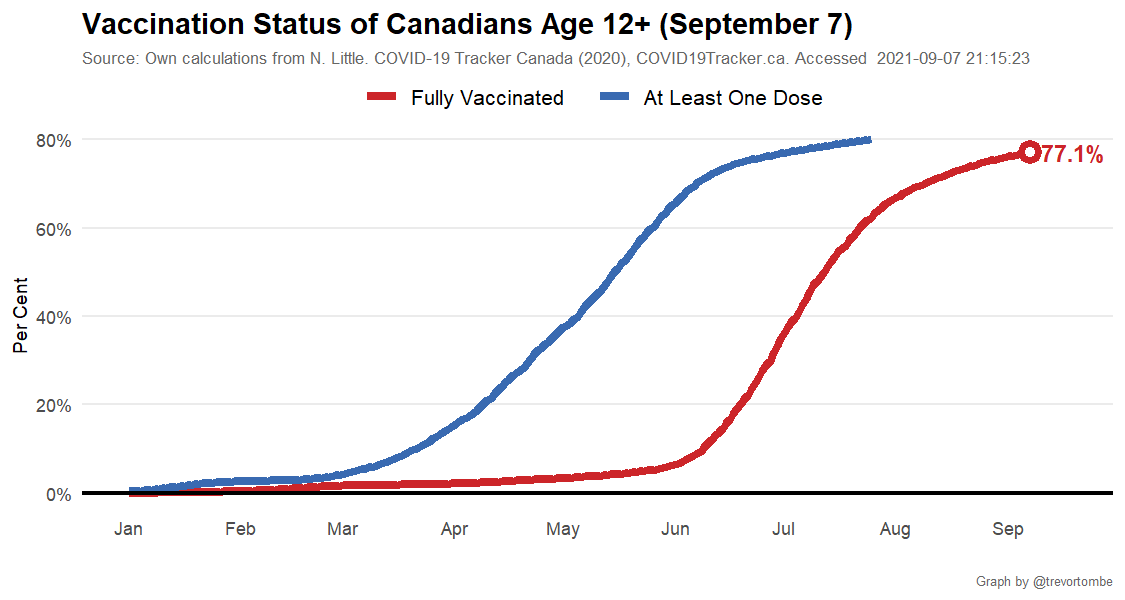 Vaccination Status of Canadians Age 12+ (September 7)
Source: Own calculations from N. Little. COVID-19 Tracker Canada (2020), COVID19Tracker.ca. Accessed  2021-09-07 21:15:23
Fully Vaccinated At Least One Dose
80%
77.1%
60%
Per Cent
40%
20%
0%
Jan Feb Mar Apr May Jun Jul Aug Sep
Graph by @trevortombe